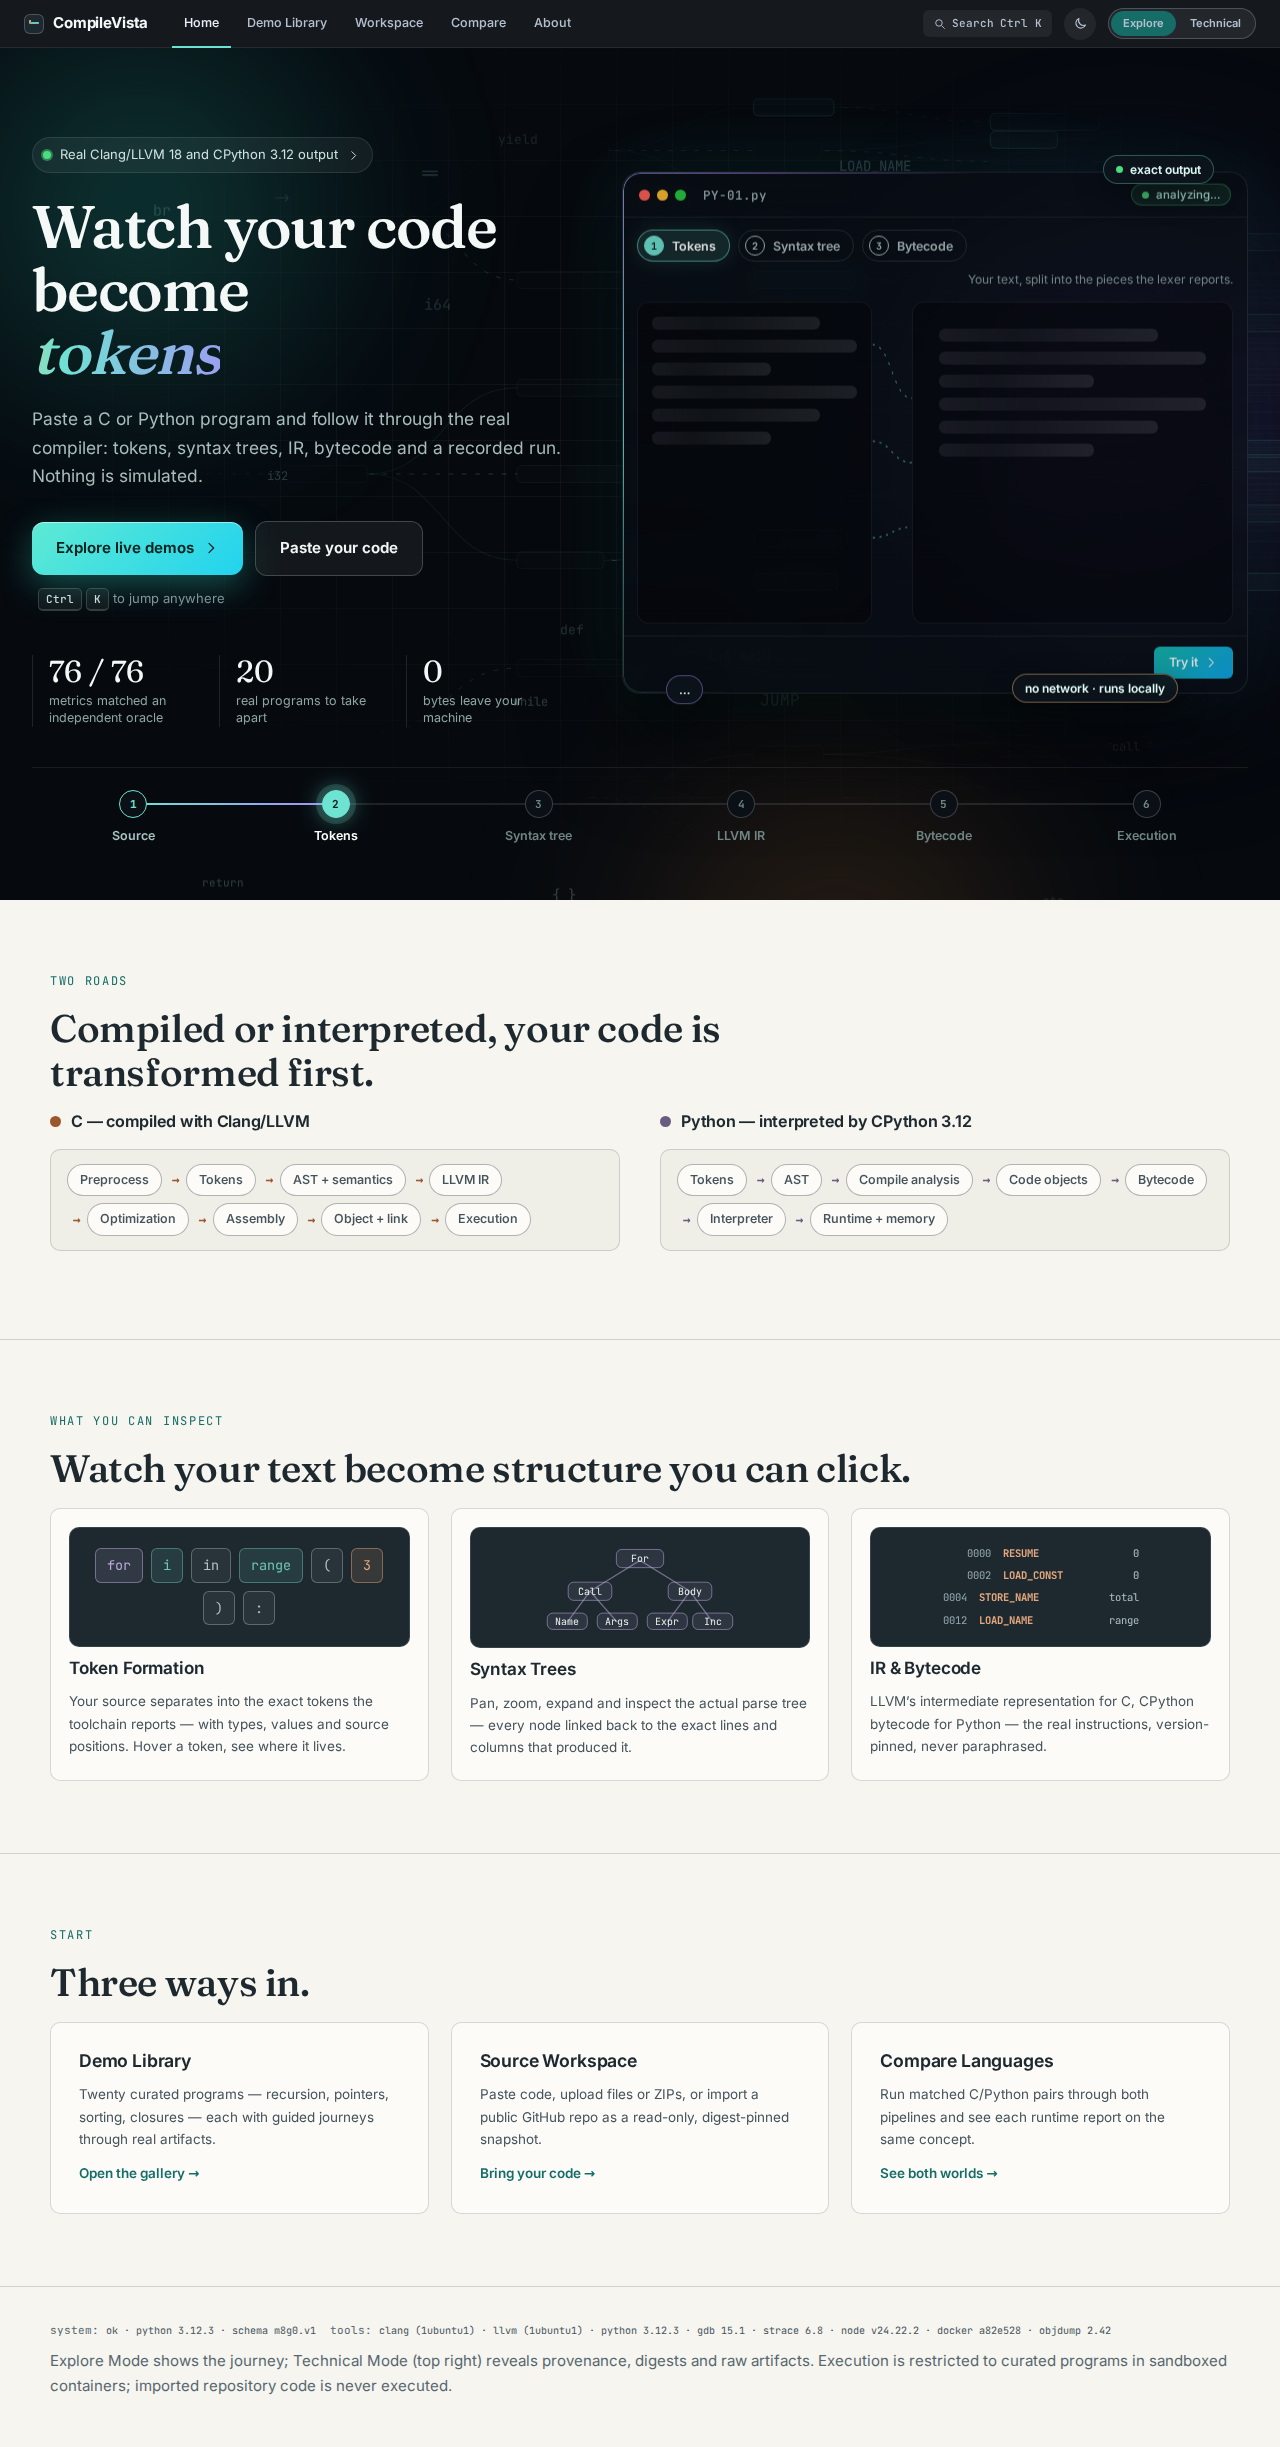 CompileVista
Home
Demo Library
Workspace
Compare
About
Search Ctrl K
Explore
Technical
Real Clang/LLVM 18 and CPython 3.12 output
yield
br
i64
i32
def
while
LOAD_NAME
JUMP
call
return
{ }
Watch your code
become
tokens
Paste a C or Python program and follow it through the real
compiler: tokens, syntax trees, IR, bytecode and a recorded run.
Nothing is simulated.
Explore live demos
Paste your code
Ctrl K to jump anywhere
76 / 76
metrics matched an
independent oracle
20
real programs to take
apart
0
bytes leave your
machine
exact output
PY-01.py
analyzing...
1 Tokens
2 Syntax tree
3 Bytecode
Your text, split into the pieces the lexer reports.
Try it
...
no network · runs locally
1
2
3
4
5
6
Source
Tokens
Syntax tree
LLVM IR
Bytecode
Execution
TWO ROADS
Compiled or interpreted, your code is
transformed first.
C — compiled with Clang/LLVM
Preprocess → Tokens → AST + semantics → LLVM IR
→ Optimization → Assembly → Object + link → Execution
Python — interpreted by CPython 3.12
Tokens → AST → Compile analysis → Code objects → Bytecode
→ Interpreter → Runtime + memory
WHAT YOU CAN INSPECT
Watch your text become structure you can click.
for i in range ( 3
) :
Token Formation
Your source separates into the exact tokens the
toolchain reports — with types, values and source
positions. Hover a token, see where it lives.
For
Call Body
Name Args Expr Inc
Syntax Trees
Pan, zoom, expand and inspect the actual parse tree
— every node linked back to the exact lines and
columns that produced it.
0000 RESUME 0
0002 LOAD_CONST 0
0004 STORE_NAME total
0012 LOAD_NAME range
IR & Bytecode
LLVM's intermediate representation for C, CPython
bytecode for Python — the real instructions, version-
pinned, never paraphrased.
START
Three ways in.
Demo Library
Twenty curated programs — recursion, pointers,
sorting, closures — each with guided journeys
through real artifacts.
Open the gallery →
Source Workspace
Paste code, upload files or ZIPs, or import a
public GitHub repo as a read-only, digest-pinned
snapshot.
Bring your code →
Compare Languages
Run matched C/Python pairs through both
pipelines and see each runtime report on the
same concept.
See both worlds →
system: ok · python 3.12.3 · schema m8g0.v1 tools: clang (1ubuntu1) · llvm (1ubuntu1) · python 3.12.3 · gdb 15.1 · strace 6.8 · node v24.22.2 · docker a82e528 · objdump 2.42
Explore Mode shows the journey; Technical Mode (top right) reveals provenance, digests and raw artifacts. Execution is restricted to curated programs in sandboxed
containers; imported repository code is never executed.